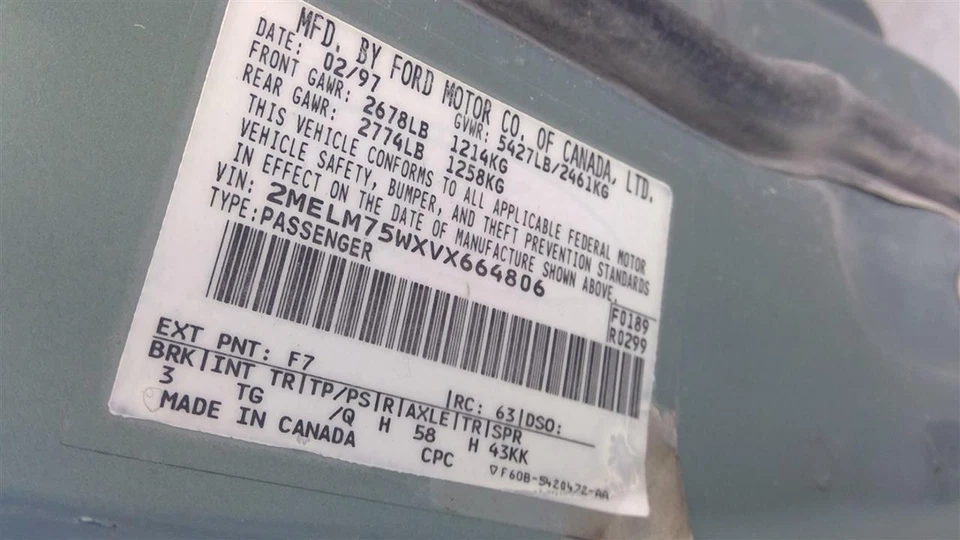 MFD. BY FORD MOTOR CO. OF CANADA, LTD.
DATE: 02/97 GVWR: 5427LB/2461KG
FRONT GAWR: 2678LB 1214KG
REAR GAWR: 2774LB 1258KG
THIS VEHICLE CONFORMS TO ALL APPLICABLE FEDERAL MOTOR
VEHICLE SAFETY, BUMPER, AND THEFT PREVENTION STANDARDS
IN EFFECT ON THE DATE OF MANUFACTURE SHOWN ABOVE.
VIN: 2MELM75WXVX664806 F0189
TYPE:PASSENGER R0299
EXT PNT: F7 |RC: 63|DSO:
BRK|INT TR|TP/PS|R|AXLE|TR|SPR
3 TG /Q H 58 H 43KK
MADE IN CANADA CPC ▽F6DB-5420472-AA